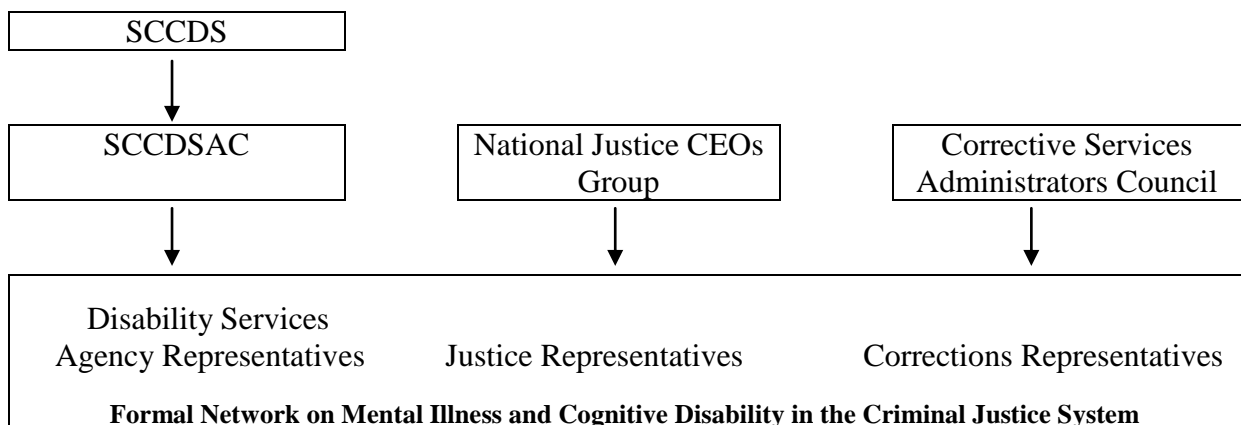 SCCDS
SCCDSAC
National Justice CEOs
Group
Corrective Services
Administrators Council
Disability Services
Agency Representatives
Justice Representatives
Corrections Representatives
Formal Network on Mental Illness and Cognitive Disability in the Criminal Justice System